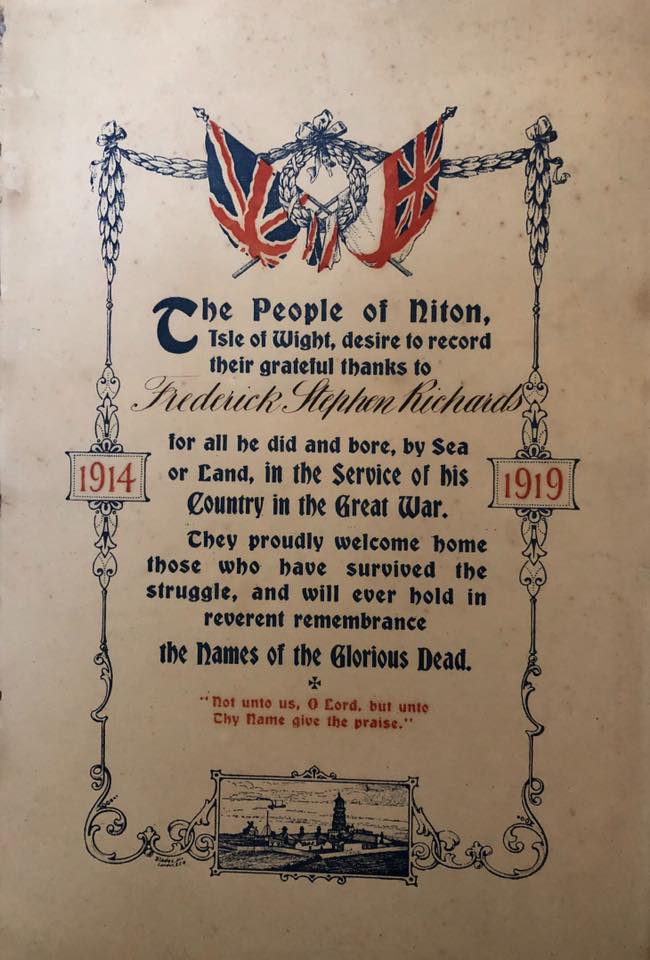 The People of Niton,
Isle of Wight, desire to record
their grateful thanks to
Frederick Stephen Richards
for all he did and bore, by Sea
or Land, in the Service of his
Country in the Great War.
1914
1919
They proudly welcome home
those who have survived the
struggle, and will ever hold in
reverent remembrance
the Names of the Glorious Dead.
"Not unto us, O Lord, but unto
Thy Name give the praise."
Blades
London